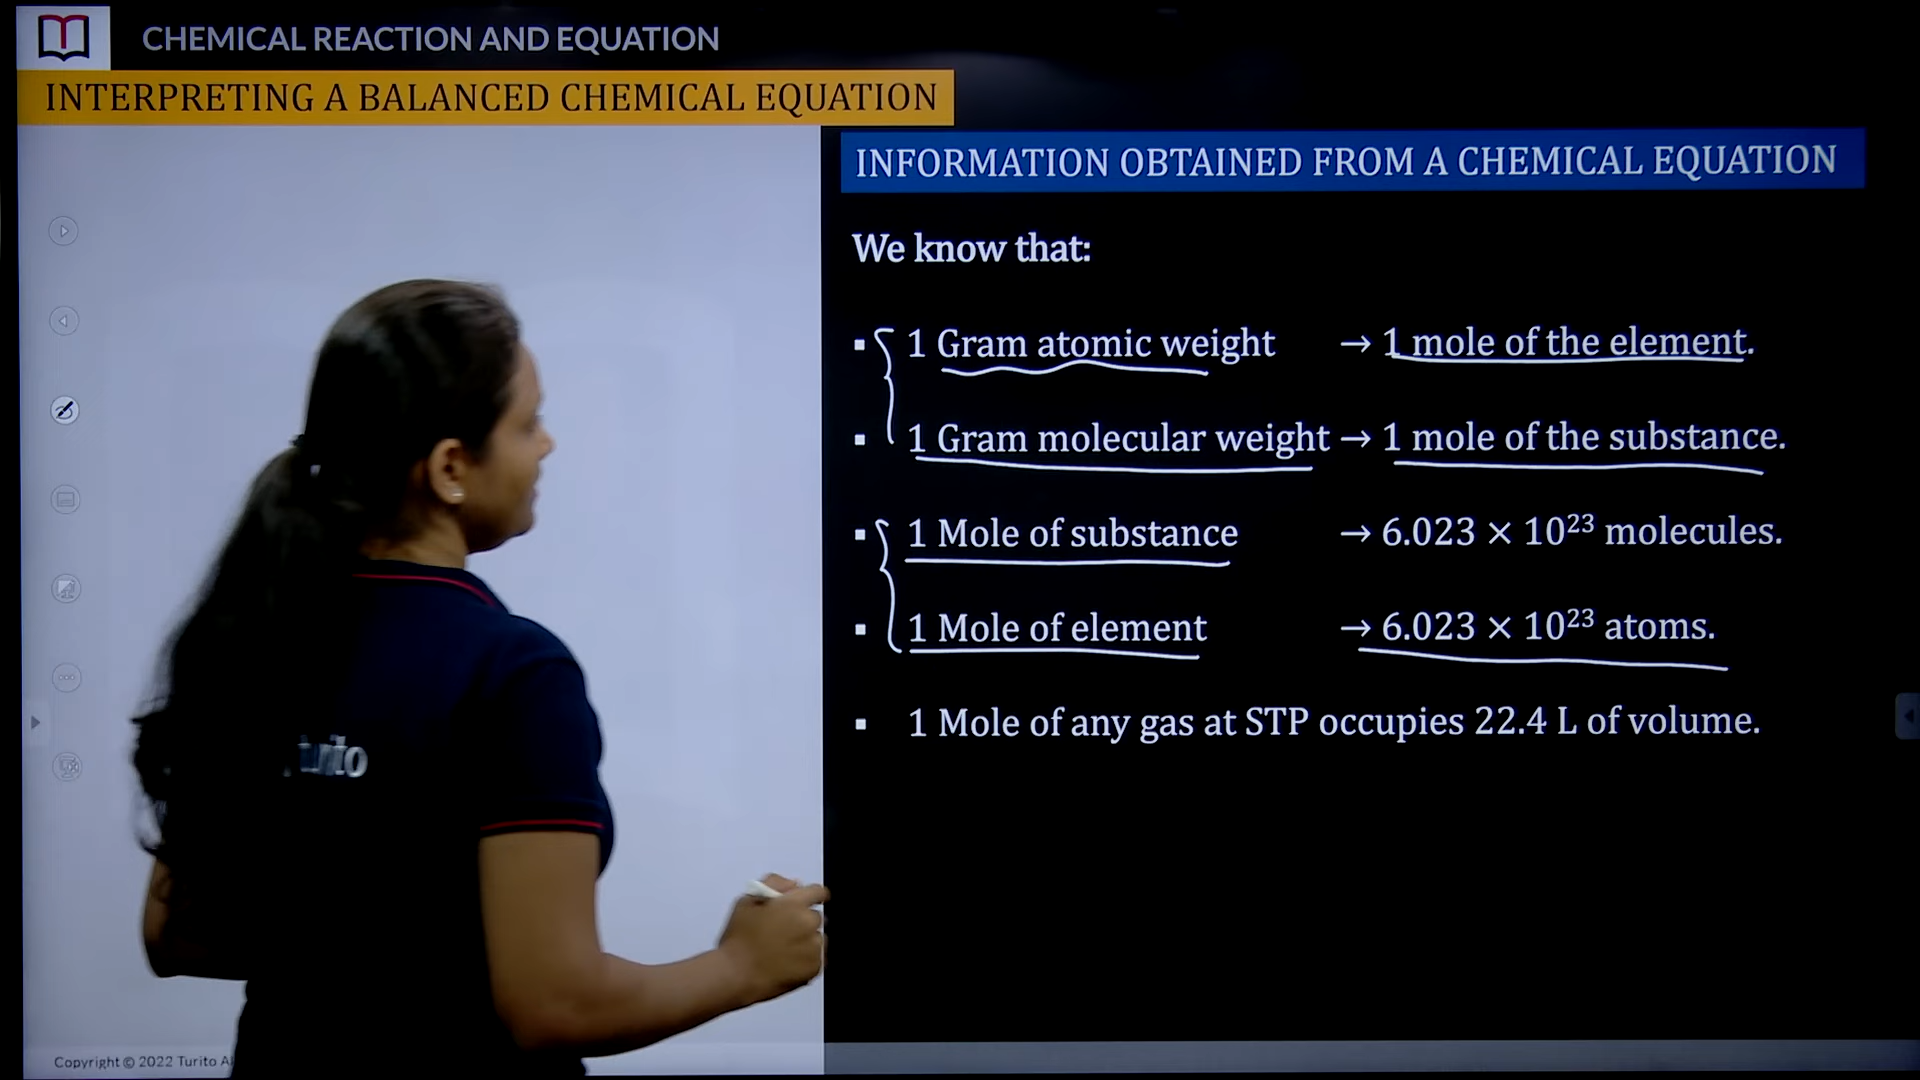 CHEMICAL REACTION AND EQUATION
INTERPRETING A BALANCED CHEMICAL EQUATION
INFORMATION OBTAINED FROM A CHEMICAL EQUATION
We know that:
▪ 1 Gram atomic weight → 1 mole of the element.
▪ 1 Gram molecular weight → 1 mole of the substance.
▪ 1 Mole of substance → 6.023 × 10²³ molecules.
▪ 1 Mole of element → 6.023 × 10²³ atoms.
▪ 1 Mole of any gas at STP occupies 22.4 L of volume.
turito
Copyright © 2022 Turito